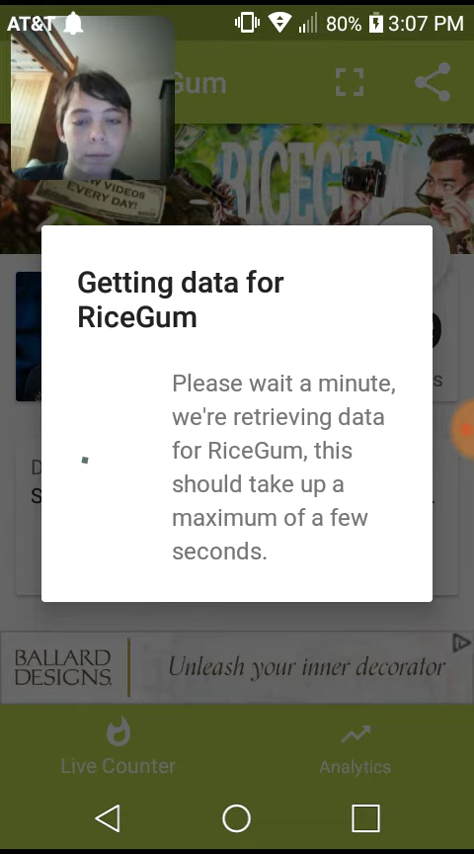 AT&T 80% 3:07 PM
Gum
NEW VIDEOS
EVERY DAY!
RICEGUM
Getting data for
RiceGum
Please wait a minute,
we're retrieving data
for RiceGum, this
should take up a
maximum of a few
seconds.
s
D
S
BALLARD
DESIGNS.
Unleash your inner decorator
Live Counter
Analytics